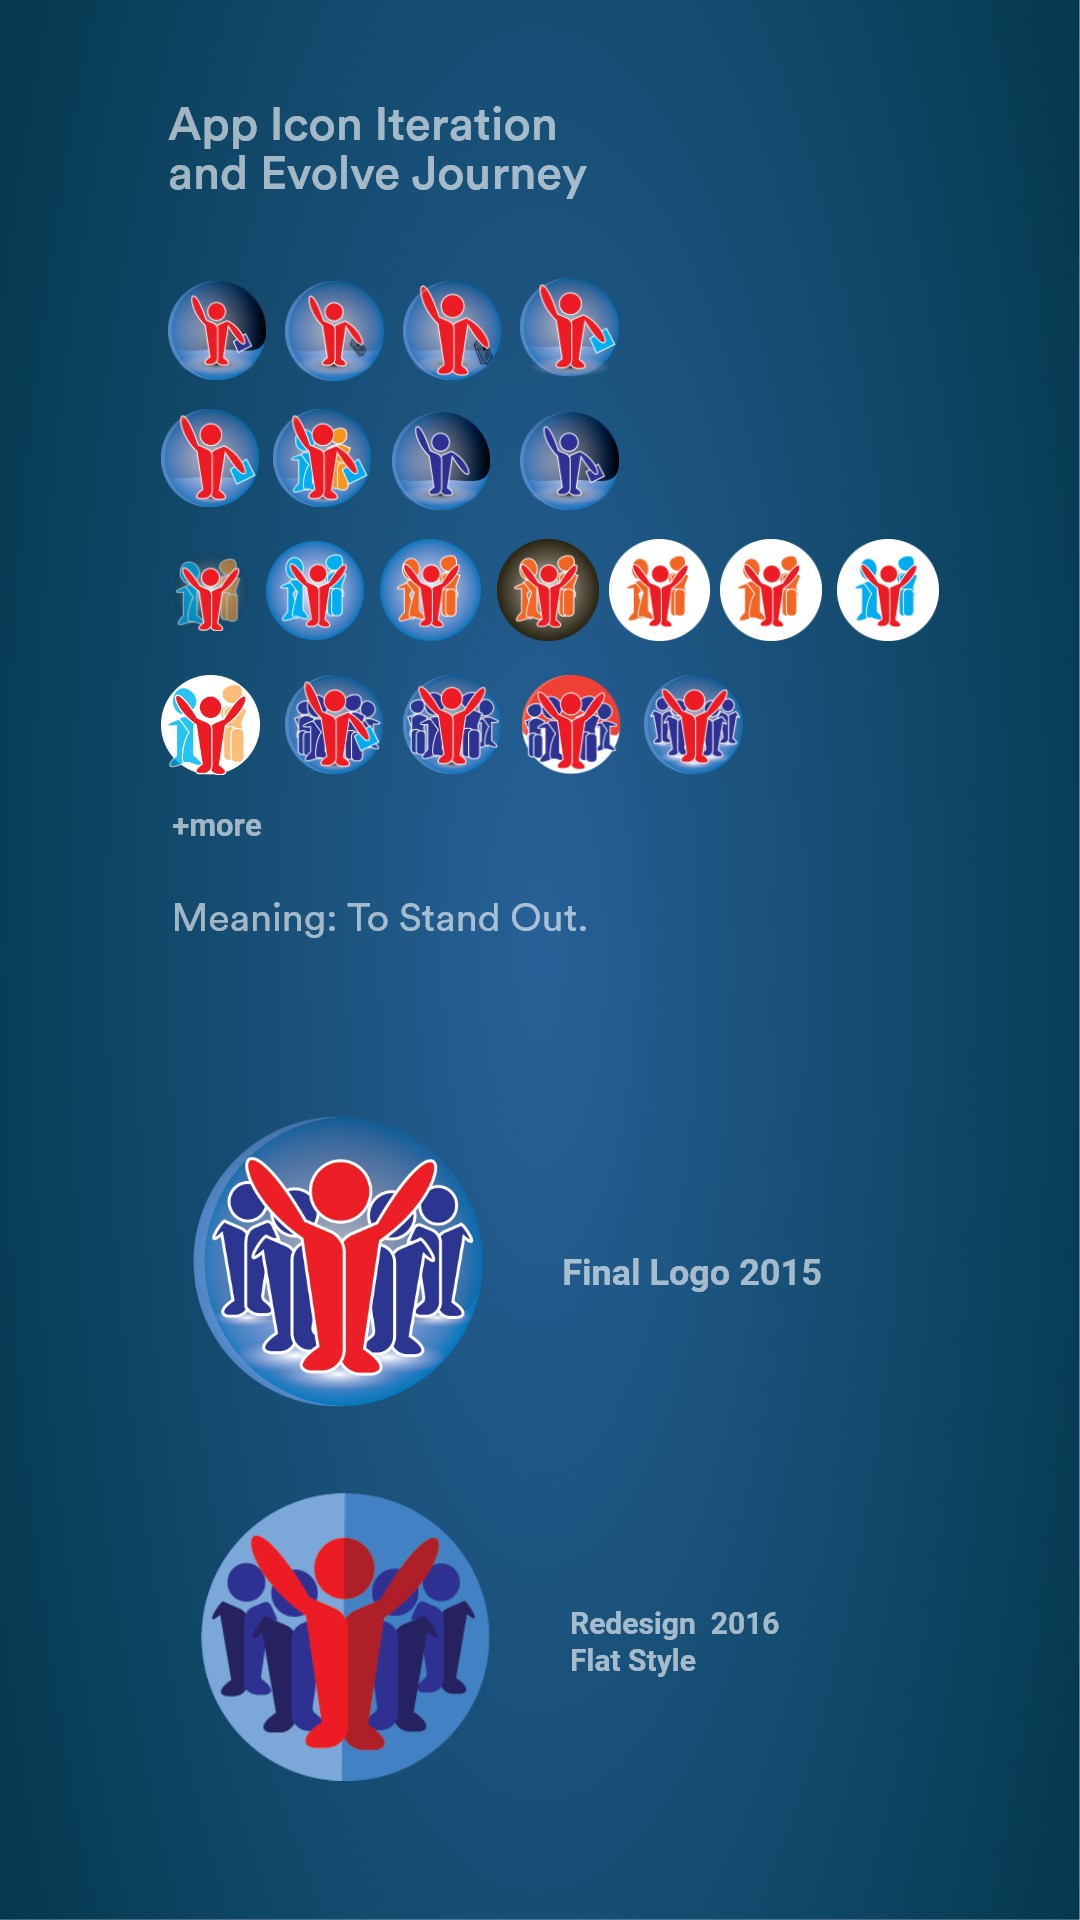 App Icon Iteration
and Evolve Journey
+more
Meaning: To Stand Out.
Final Logo 2015
Redesign  2016
Flat Style